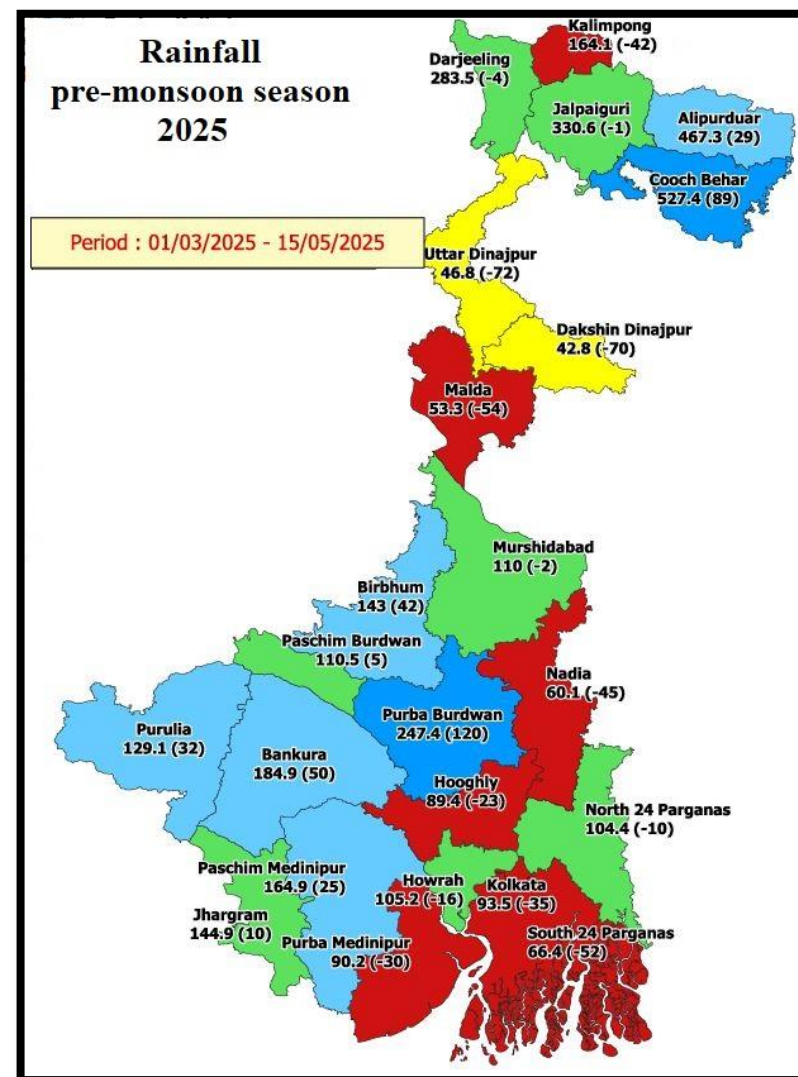 Rainfall
pre-monsoon season
2025
Period : 01/03/2025 - 15/05/2025
Kalimpong
164.1 (-42)
Darjeeling
283.5 (-4)
Jalpaiguri
330.6 (-1)
Alipurduar
467.3 (29)
Cooch Behar
527.4 (89)
Uttar Dinajpur
46.8 (-72)
Dakshin Dinajpur
42.8 (-70)
Malda
53.3 (-54)
Murshidabad
110 (-2)
Birbhum
143 (42)
Paschim Burdwan
110.5 (5)
Nadia
60.1 (-45)
Purba Burdwan
247.4 (120)
Purulia
129.1 (32)
Bankura
184.9 (50)
Hooghly
89.4 (-23)
North 24 Parganas
104.4 (-10)
Paschim Medinipur
164.9 (25)
Howrah
105.2 (-16)
Kolkata
93.5 (-35)
Jhargram
144.9 (10)
Purba Medinipur
90.2 (-30)
South 24 Parganas
66.4 (-52)